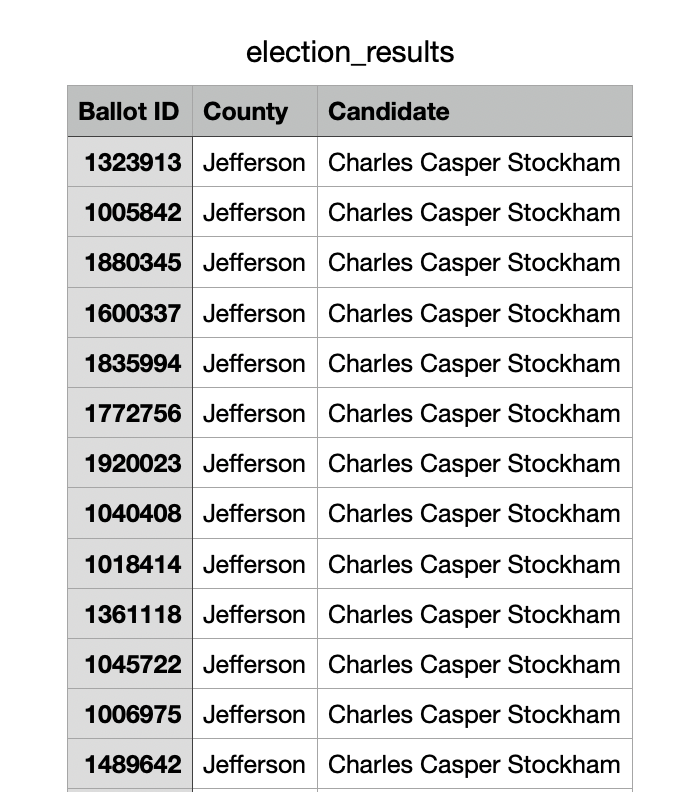 election_results
Ballot ID County Candidate
1323913 Jefferson Charles Casper Stockham
1005842 Jefferson Charles Casper Stockham
1880345 Jefferson Charles Casper Stockham
1600337 Jefferson Charles Casper Stockham
1835994 Jefferson Charles Casper Stockham
1772756 Jefferson Charles Casper Stockham
1920023 Jefferson Charles Casper Stockham
1040408 Jefferson Charles Casper Stockham
1018414 Jefferson Charles Casper Stockham
1361118 Jefferson Charles Casper Stockham
1045722 Jefferson Charles Casper Stockham
1006975 Jefferson Charles Casper Stockham
1489642 Jefferson Charles Casper Stockham